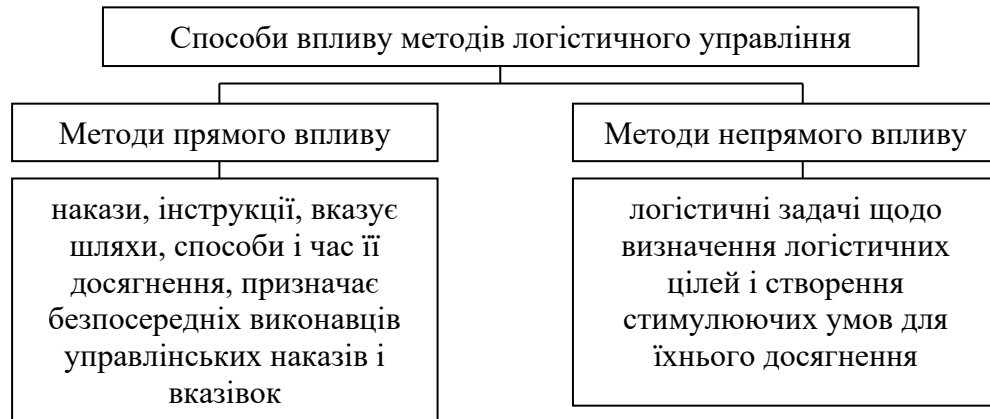 Способи впливу методів логістичного управління
Методи прямого впливу
Методи непрямого впливу
накази, інструкції, вказує
шляхи, способи і час її
досягнення, призначає
безпосередніх виконавців
управлінських наказів і
вказівок
логістичні задачі щодо
визначення логістичних
цілей і створення
стимулюючих умов для
їхнього досягнення